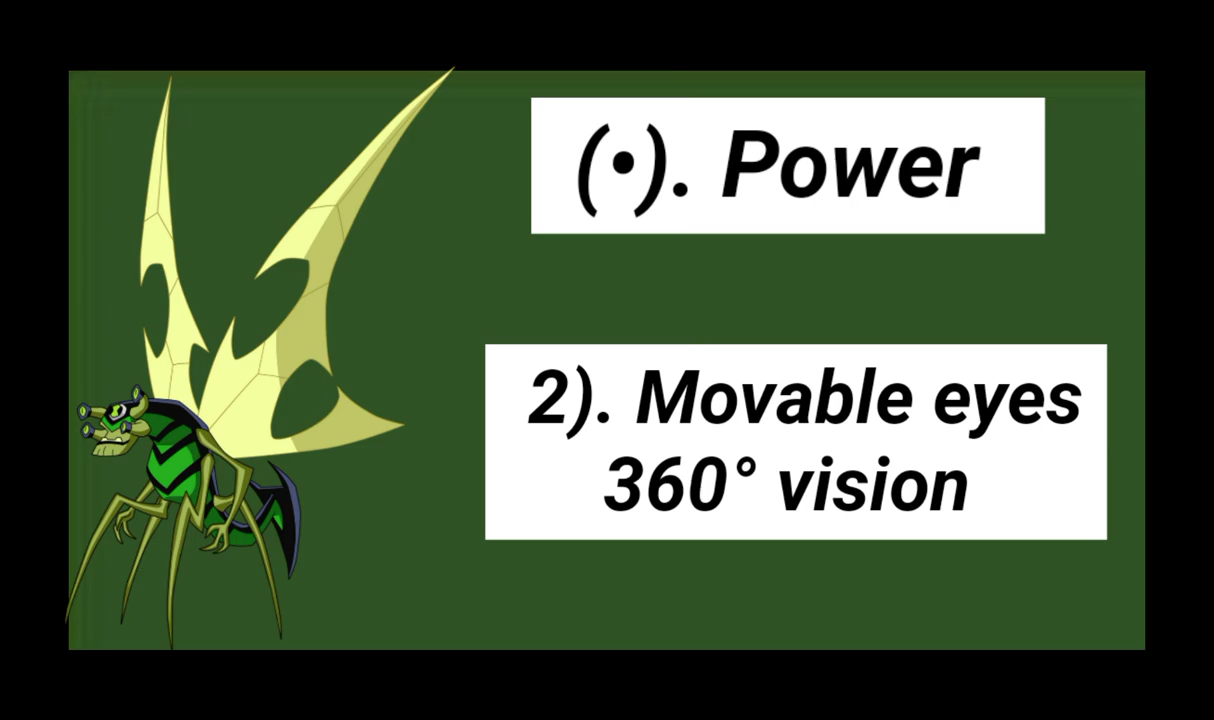 (•). Power
2). Movable eyes
360° vision